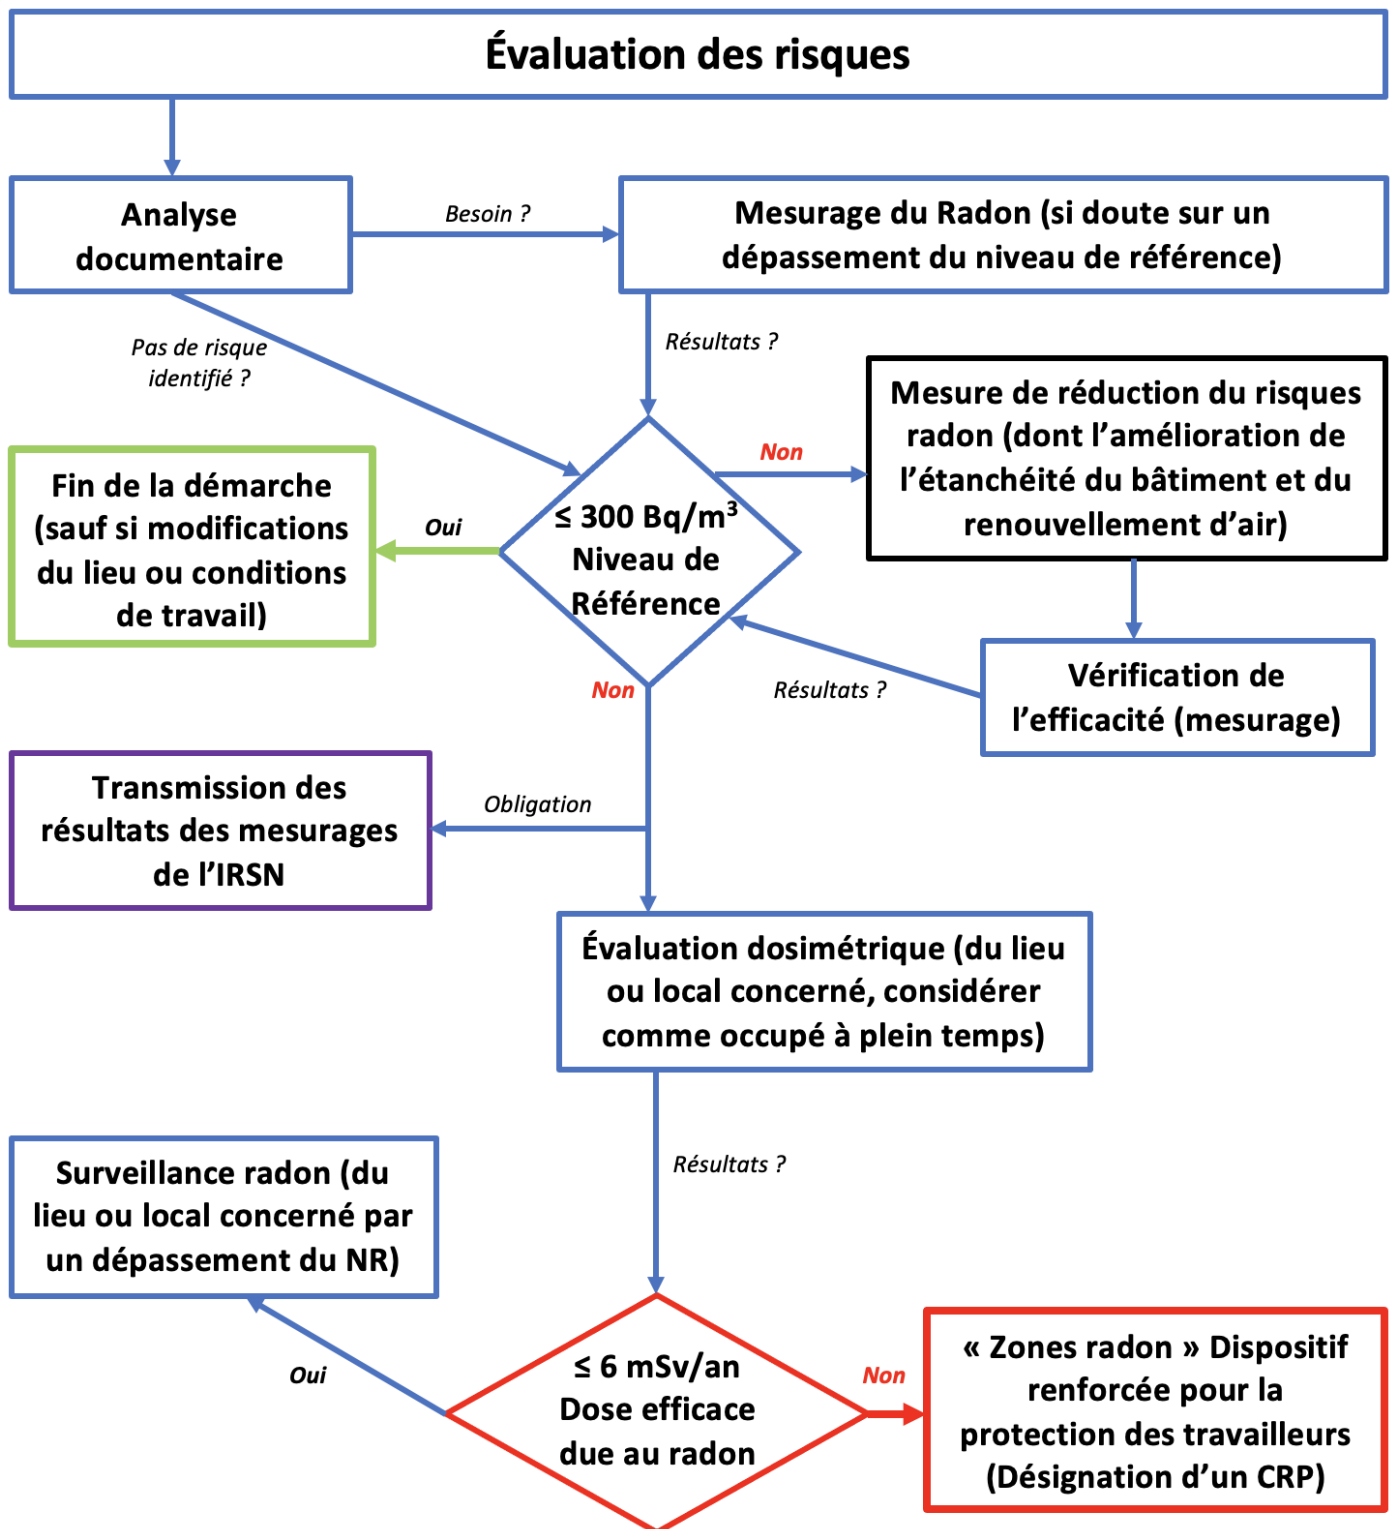 Évaluation des risques
Analyse
documentaire
Besoin ?
Mesurage du Radon (si doute sur un
dépassement du niveau de référence)
Pas de risque
identifié ?
Résultats ?
Mesure de réduction du risques
radon (dont l’amélioration de
l’étanchéité du bâtiment et du
renouvellement d’air)
Non
Fin de la démarche
(sauf si modifications
du lieu ou conditions
de travail)
Oui
≤ 300 Bq/m³
Niveau de
Référence
Vérification de
l’efficacité (mesurage)
Résultats ?
Non
Transmission des
résultats des mesurages
de l’IRSN
Obligation
Évaluation dosimétrique (du lieu
ou local concerné, considérer
comme occupé à plein temps)
Résultats ?
Surveillance radon (du
lieu ou local concerné par
un dépassement du NR)
Oui
≤ 6 mSv/an
Dose efficace
due au radon
Non
« Zones radon » Dispositif
renforcée pour la
protection des travailleurs
(Désignation d’un CRP)